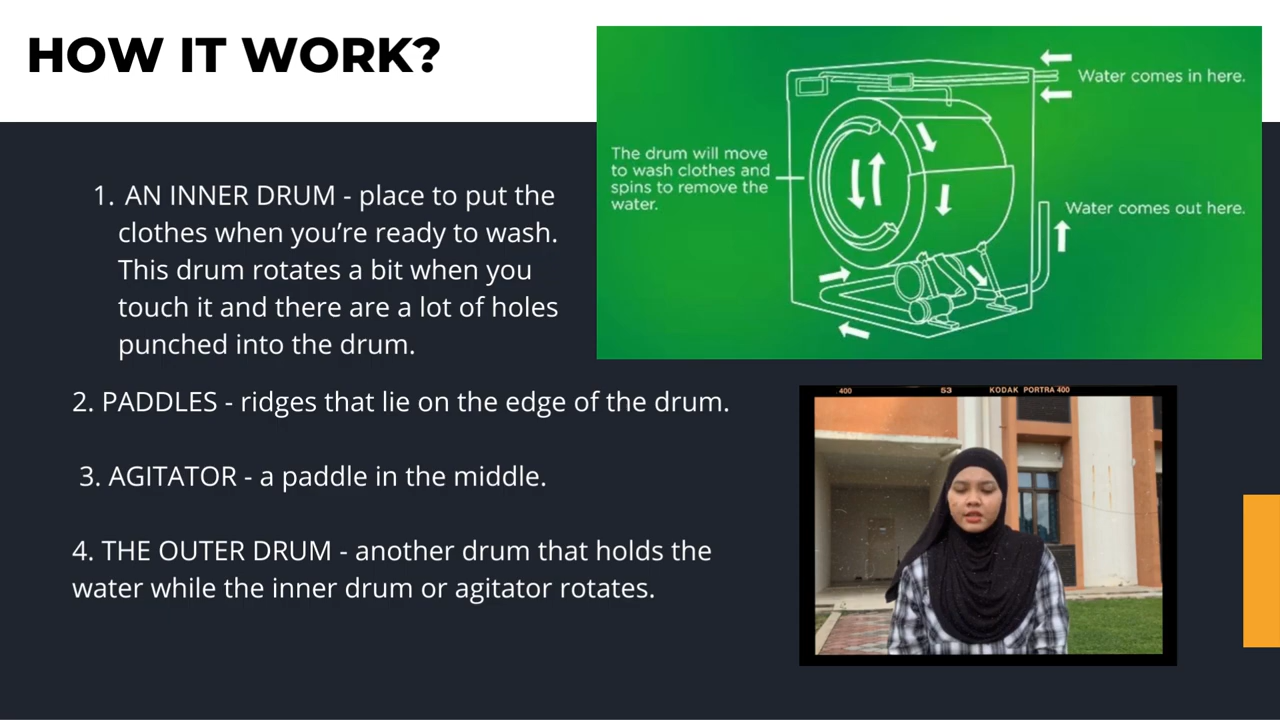 HOW IT WORK?
1. AN INNER DRUM - place to put the
clothes when you’re ready to wash.
This drum rotates a bit when you
touch it and there are a lot of holes
punched into the drum.
2. PADDLES - ridges that lie on the edge of the drum.
3. AGITATOR - a paddle in the middle.
4. THE OUTER DRUM - another drum that holds the
water while the inner drum or agitator rotates.
Water comes in here.
The drum will move
to wash clothes and
spins to remove the
water.
Water comes out here.
400 53 KODAK PORTRA 400